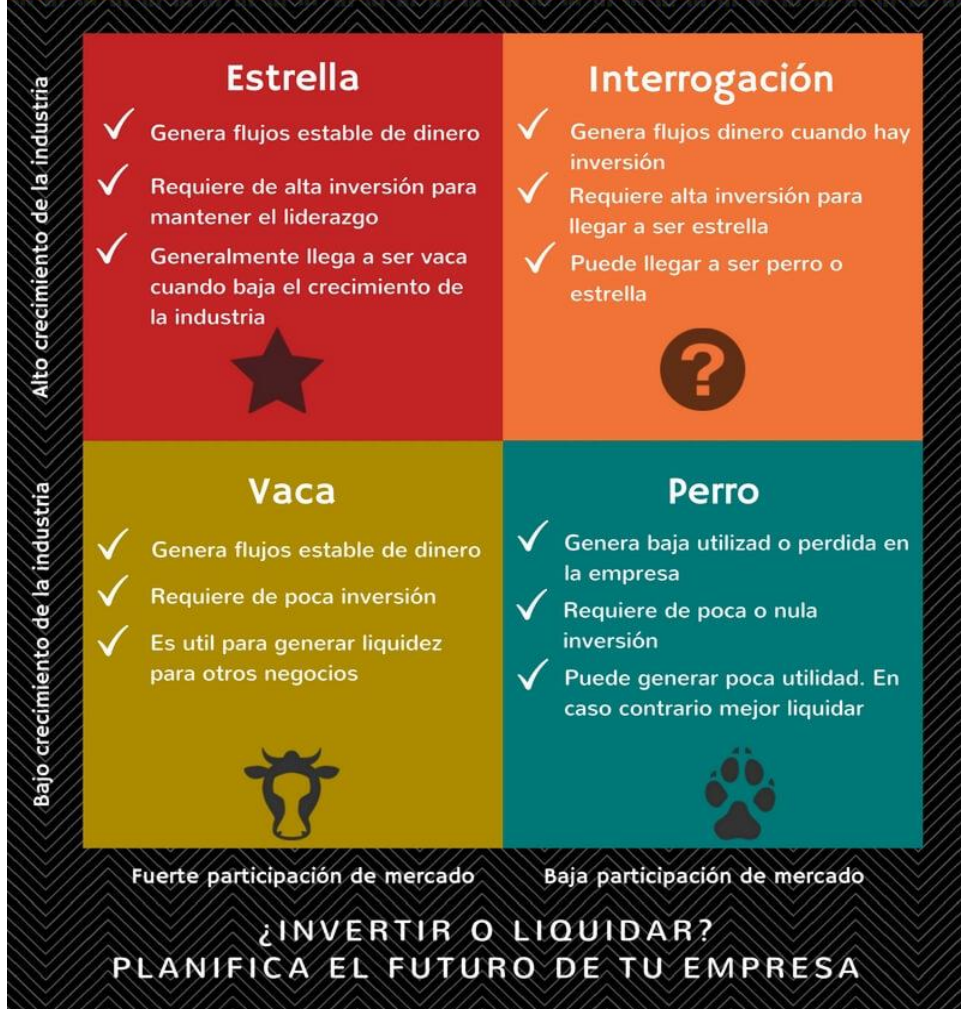 Alto crecimiento de la industria
Estrella
Genera flujos estable de dinero
Requiere de alta inversión para
mantener el liderazgo
Generalmente llega a ser vaca
cuando baja el crecimiento de
la industria
Interrogación
Genera flujos dinero cuando hay
inversión
Requiere alta inversión para
llegar a ser estrella
Puede llegar a ser perro o
estrella
?
Bajo crecimiento de la industria
Vaca
Genera flujos estable de dinero
Requiere de poca inversión
Es util para generar liquidez
para otros negocios
Perro
Genera baja utilizad o perdida en
la empresa
Requiere de poca o nula
inversión
Puede generar poca utilidad. En
caso contrario mejor liquidar
Fuerte participación de mercado
Baja participación de mercado
¿INVERTIR O LIQUIDAR?
PLANIFICA EL FUTURO DE TU EMPRESA